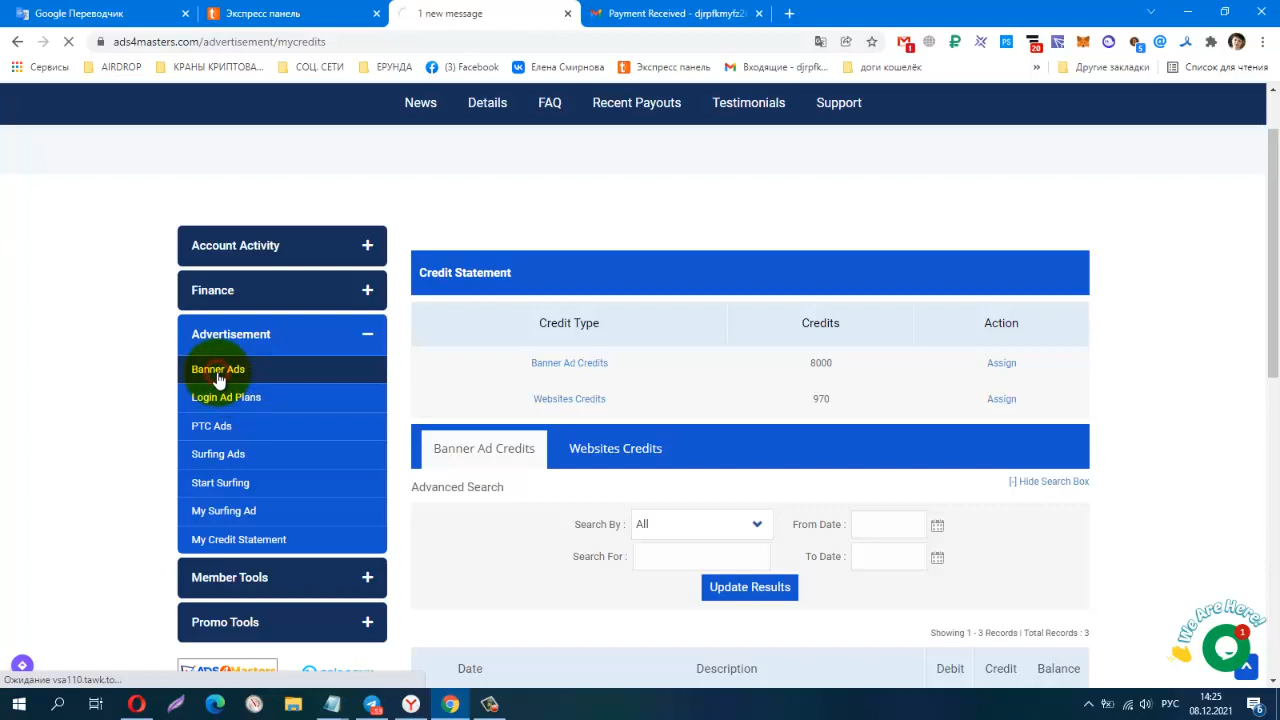 Google Переводчик
Экспресс панель
1 new message
Payment Received - djrpfkmyfz2
ads4masters.com/advertisement/mycredits
Сервисы
AIRDROP
КРАНЫ КРИПТОВА...
СОЦ. СЕТИ
ЕРУНДА
(3) Facebook
Елена Смирнова
Экспресс панель
Входящие - djrpfk...
доги кошелёк
»
Другие закладки
Список для чтения
News
Details
FAQ
Recent Payouts
Testimonials
Support
Account Activity
Finance
Advertisement
Banner Ads
Login Ad Plans
PTC Ads
Surfing Ads
Start Surfing
My Surfing Ad
My Credit Statement
Member Tools
Promo Tools
ADS4Masters
Credit Statement
Credit Type
Credits
Action
Banner Ad Credits
8000
Assign
Websites Credits
970
Assign
Banner Ad Credits
Websites Credits
Advanced Search
[-] Hide Search Box
Search By :
All
From Date :
Search For :
To Date :
Update Results
Showing 1 - 3 Records | Total Records : 3
Date
Description
Debit
Credit
Balance
We Are Here!
1
Ожидание vsa110.tawk.to...
РУС
14:25
08.12.2021